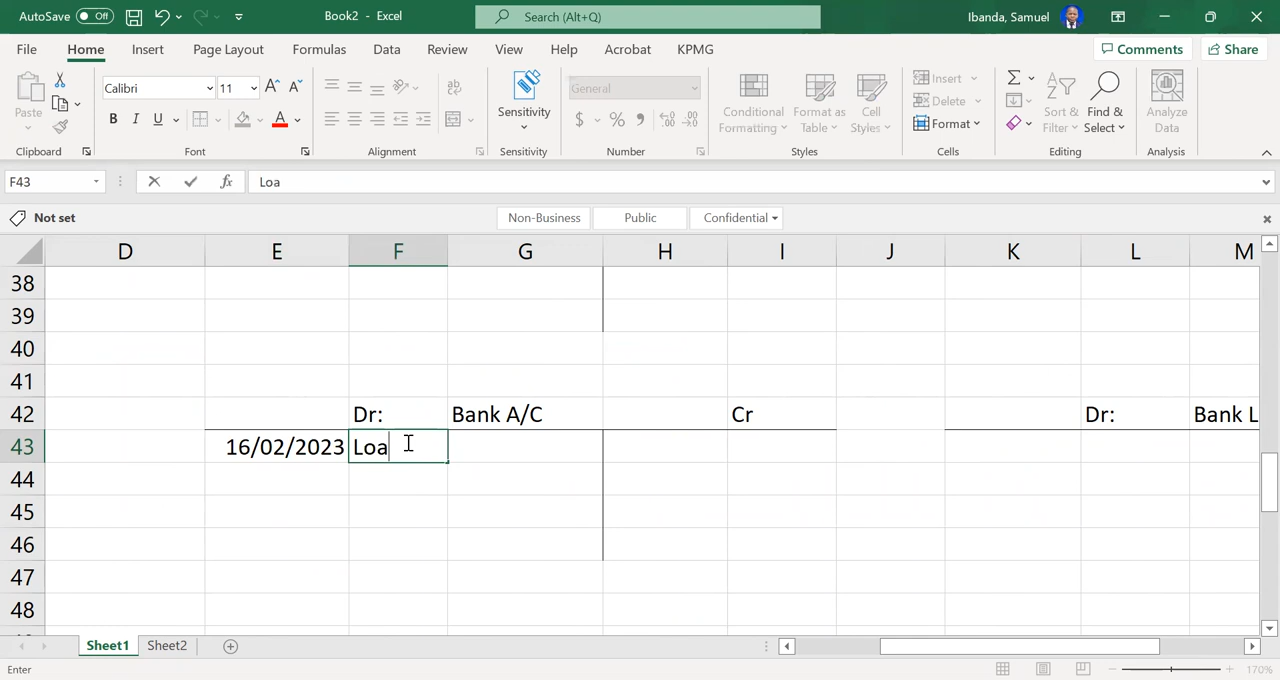 AutoSave Off Book2 - Excel Search (Alt+Q) Ibanda, Samuel
File Home Insert Page Layout Formulas Data Review View Help Acrobat KPMG Comments Share
Paste Calibri 11 A A B I U A Sensitivity General $ % 9 Conditional Formatting Format as Table Cell Styles Insert Delete Format Sort & Filter Find & Select Analyze Data
Clipboard Font Alignment Sensitivity Number Styles Cells Editing Analysis
F43 fx Loa
Not set Non-Business Public Confidential
D E F G H I J K L M
38
39
40
41
42 Dr: Bank A/C Cr Dr: Bank L
43 16/02/2023 Loa
44
45
46
47
48
Sheet1 Sheet2
Enter 170%